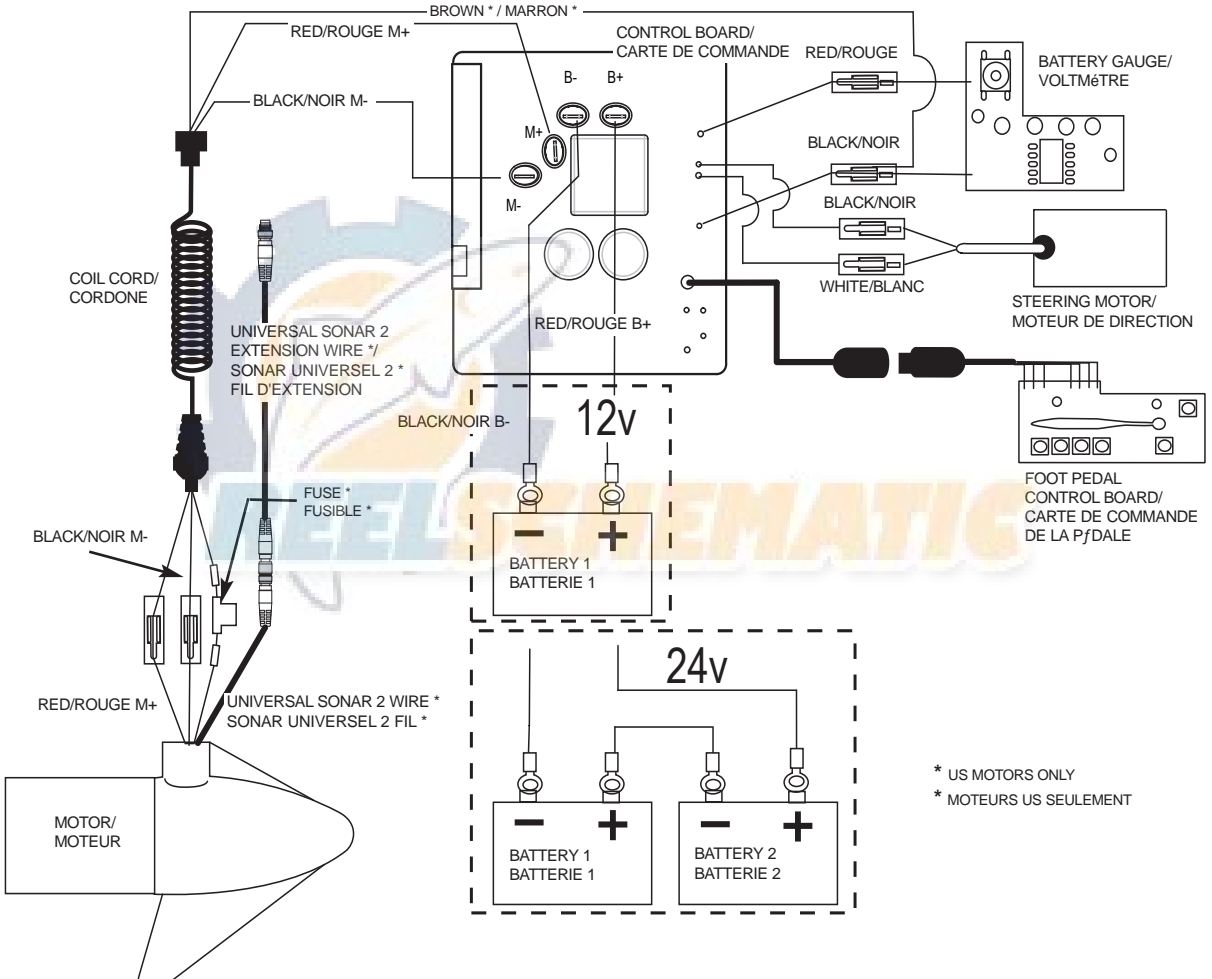 BROWN * / MARRON *
RED/ROUGE M+
BLACK/NOIR M-
CONTROL BOARD/
CARTE DE COMMANDE
B-
B+
M+
M-
RED/ROUGE
BATTERY GAUGE/
VOLTMéTRE
BLACK/NOIR
BLACK/NOIR
WHITE/BLANC
STEERING MOTOR/
MOTEUR DE DIRECTION
COIL CORD/
CORDONE
UNIVERSAL SONAR 2
EXTENSION WIRE */
SONAR UNIVERSEL 2 *
FIL D'EXTENSION
RED/ROUGE B+
BLACK/NOIR B-
12v
FOOT PEDAL
CONTROL BOARD/
CARTE DE COMMANDE
DE LA PƒDALE
FUSE *
FUSIBLE *
REELSCHEMATIC
BLACK/NOIR M-
- +
BATTERY 1
BATTERIE 1
24v
RED/ROUGE M+
UNIVERSAL SONAR 2 WIRE *
SONAR UNIVERSEL 2 FIL *
MOTOR/
MOTEUR
- +
BATTERY 1
BATTERIE 1
- +
BATTERY 2
BATTERIE 2
* US MOTORS ONLY
* MOTEURS US SEULEMENT